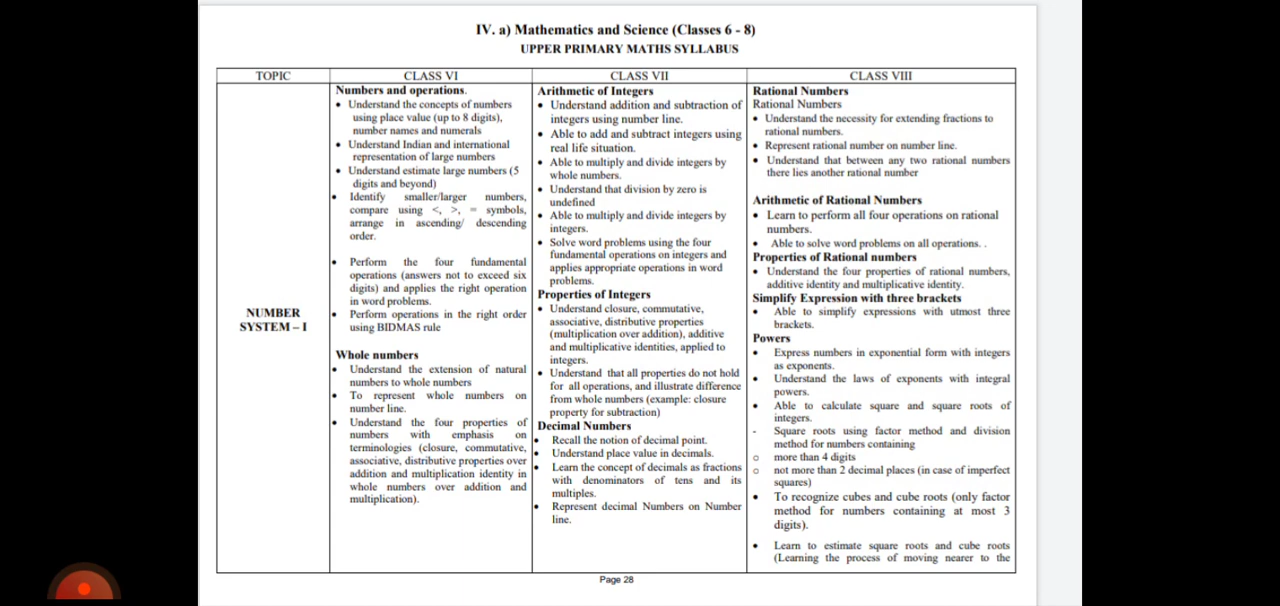 IV. a) Mathematics and Science (Classes 6 - 8)
UPPER PRIMARY MATHS SYLLABUS
TOPIC
CLASS VI
CLASS VII
CLASS VIII
NUMBER
SYSTEM – I
Numbers and operations.
• Understand the concepts of numbers
using place value (up to 8 digits),
number names and numerals
• Understand Indian and international
representation of large numbers
• Understand estimate large numbers (5
digits and beyond)
• Identify smaller/larger numbers,
compare using <, >, = symbols,
arrange in ascending/ descending
order.
• Perform the four fundamental
operations (answers not to exceed six
digits) and applies the right operation
in word problems.
• Perform operations in the right order
using BIDMAS rule
Whole numbers
• Understand the extension of natural
numbers to whole numbers
• To represent whole numbers on
number line.
• Understand the four properties of
numbers with emphasis on
terminologies (closure, commutative,
associative, distributive properties over
addition and multiplication identity in
whole numbers over addition and
multiplication).
Arithmetic of Integers
• Understand addition and subtraction of
integers using number line.
• Able to add and subtract integers using
real life situation.
• Able to multiply and divide integers by
whole numbers.
• Understand that division by zero is
undefined
• Able to multiply and divide integers by
integers.
• Solve word problems using the four
fundamental operations on integers and
applies appropriate operations in word
problems.
Properties of Integers
• Understand closure, commutative,
associative, distributive properties
(multiplication over addition), additive
and multiplicative identities, applied to
integers.
• Understand that all properties do not hold
for all operations, and illustrate difference
from whole numbers (example: closure
property for subtraction)
Decimal Numbers
• Recall the notion of decimal point.
• Understand place value in decimals.
• Learn the concept of decimals as fractions
with denominators of tens and its
multiples.
• Represent decimal Numbers on Number
line.
Rational Numbers
Rational Numbers
• Understand the necessity for extending fractions to
rational numbers.
• Represent rational number on number line.
• Understand that between any two rational numbers
there lies another rational number
Arithmetic of Rational Numbers
• Learn to perform all four operations on rational
numbers.
• Able to solve word problems on all operations. .
Properties of Rational numbers
• Understand the four properties of rational numbers,
additive identity and multiplicative identity.
Simplify Expression with three brackets
• Able to simplify expressions with utmost three
brackets.
Powers
• Express numbers in exponential form with integers
as exponents.
• Understand the laws of exponents with integral
powers.
• Able to calculate square and square roots of
integers.
- Square roots using factor method and division
method for numbers containing
o more than 4 digits
o not more than 2 decimal places (in case of imperfect
squares)
• To recognize cubes and cube roots (only factor
method for numbers containing at most 3
digits).
• Learn to estimate square roots and cube roots
(Learning the process of moving nearer to the
Page 28